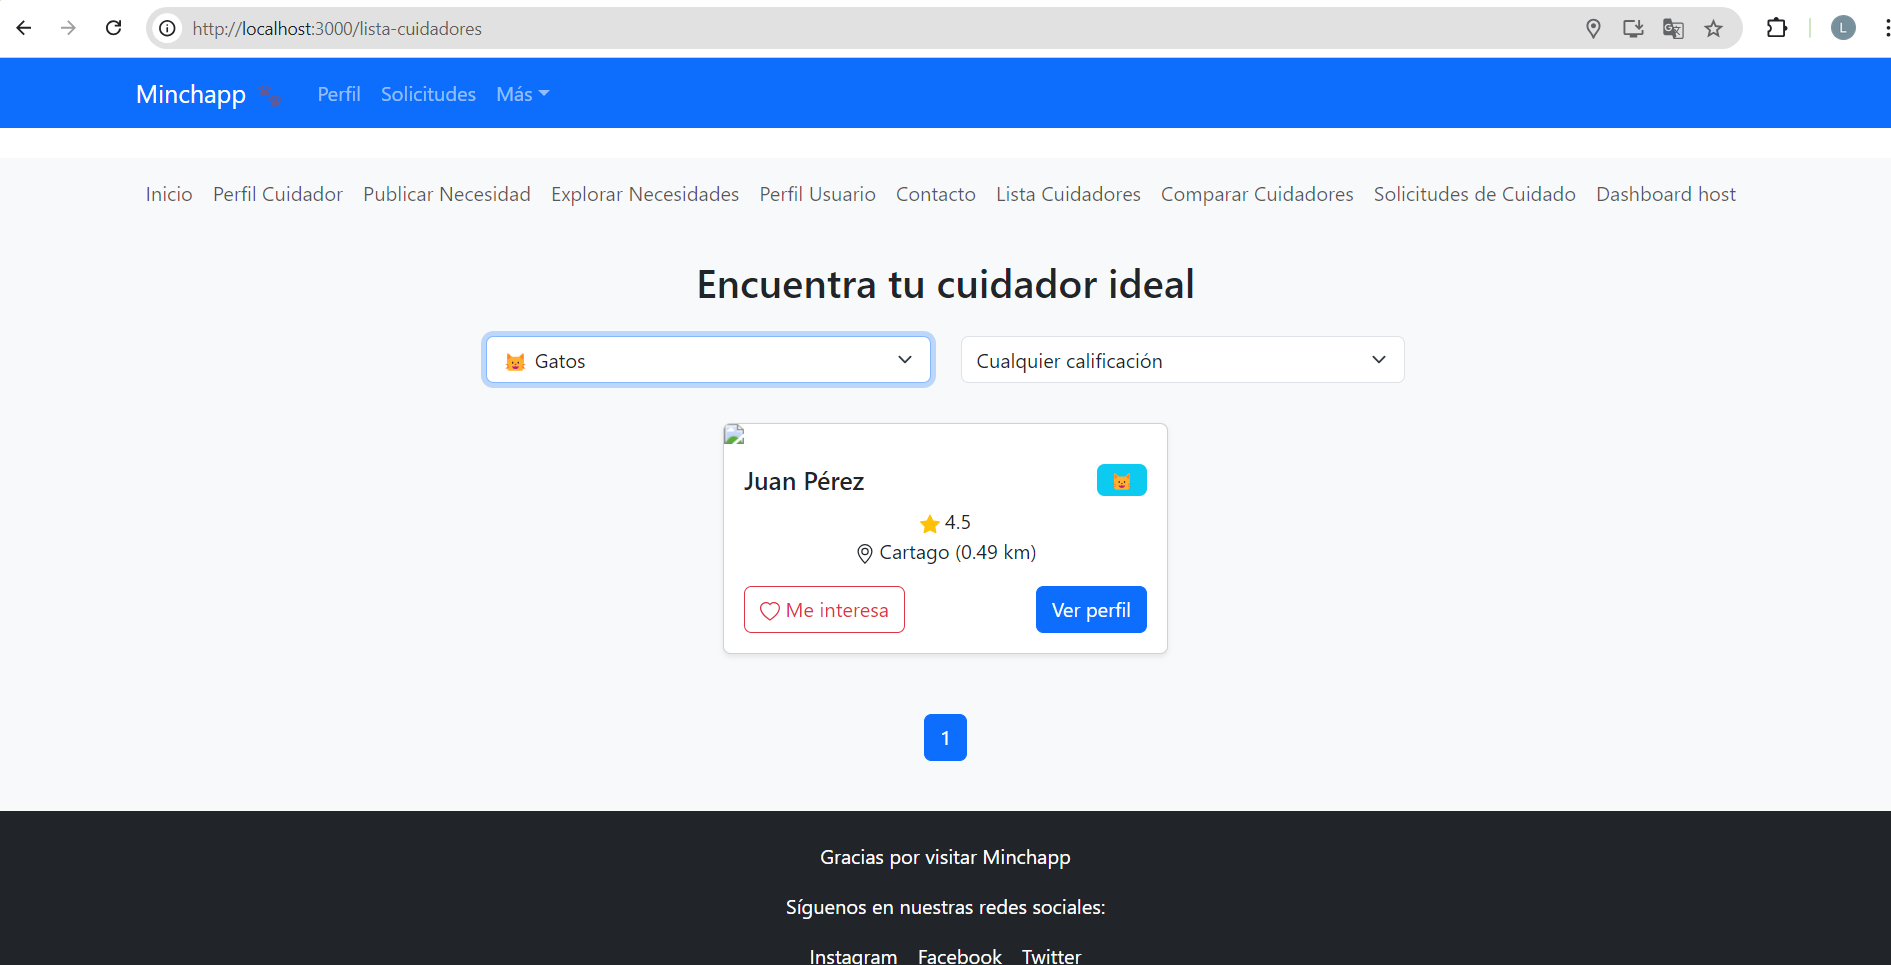 http://localhost:3000/lista-cuidadores
L
Minchapp Perfil Solicitudes Más
Inicio Perfil Cuidador Publicar Necesidad Explorar Necesidades Perfil Usuario Contacto Lista Cuidadores Comparar Cuidadores Solicitudes de Cuidado Dashboard host
Encuentra tu cuidador ideal
🐱 Gatos Cualquier calificación
Juan Pérez 🐱
4.5
Cartago (0.49 km)
Me interesa Ver perfil
1
Gracias por visitar Minchapp
Síguenos en nuestras redes sociales:
Instagram Facebook Twitter